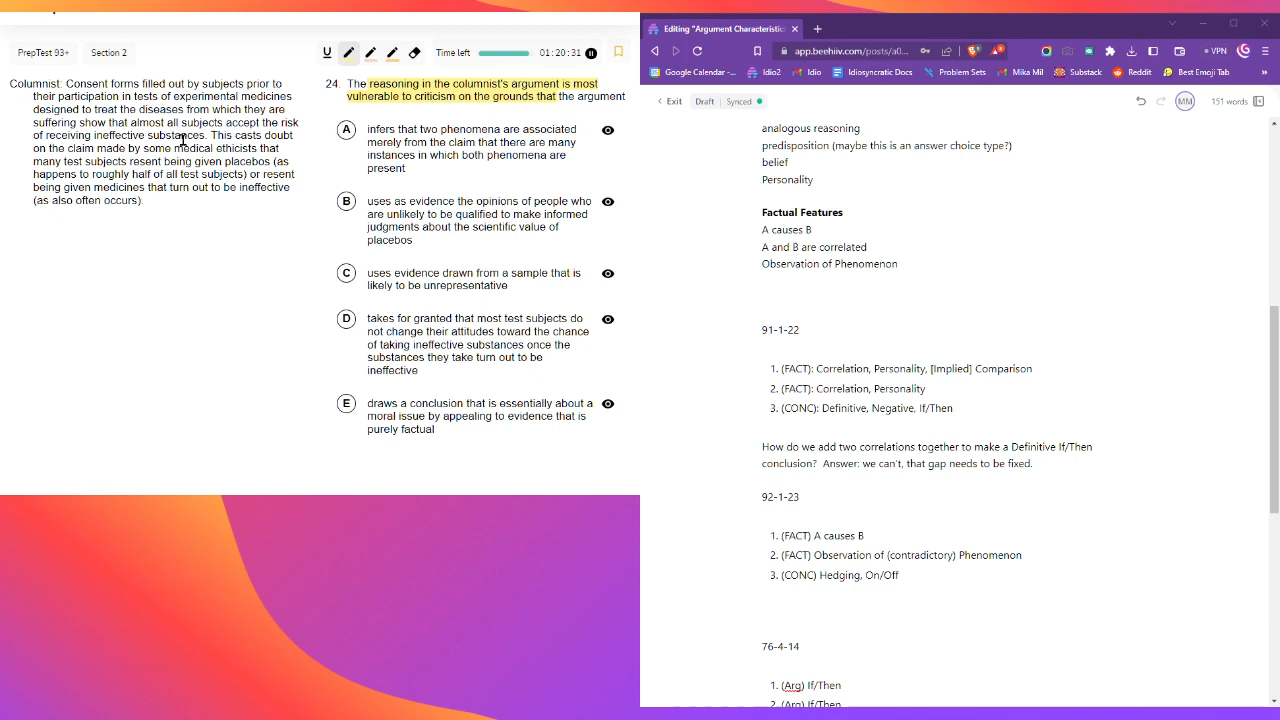 PrepTest 93+
Section 2
U
Time left
01:20:31
Columnist: Consent forms filled out by subjects prior to
their participation in tests of experimental medicines
designed to treat the diseases from which they are
suffering show that almost all subjects accept the risk
of receiving ineffective substances. This casts doubt
on the claim made by some medical ethicists that
many test subjects resent being given placebos (as
happens to roughly half of all test subjects) or resent
being given medicines that turn out to be ineffective
(as also often occurs).
24. The reasoning in the columnist's argument is most
vulnerable to criticism on the grounds that the argument
A infers that two phenomena are associated
merely from the claim that there are many
instances in which both phenomena are
present
B uses as evidence the opinions of people who
are unlikely to be qualified to make informed
judgments about the scientific value of
placebos
C uses evidence drawn from a sample that is
likely to be unrepresentative
D takes for granted that most test subjects do
not change their attitudes toward the chance
of taking ineffective substances once the
substances they take turn out to be
ineffective
E draws a conclusion that is essentially about a
moral issue by appealing to evidence that is
purely factual
Editing "Argument Characteristic
app.beehiiv.com/posts/a0...
VPN
Google Calendar -...
Idio2
Idio
Idiosyncratic Docs
Problem Sets
Mika Mil
Substack
Reddit
Best Emoji Tab
Exit
Draft
Synced
MM
151 words
analogous reasoning
predisposition (maybe this is an answer choice type?)
belief
Personality
Factual Features
A causes B
A and B are correlated
Observation of Phenomenon
91-1-22
1. (FACT): Correlation, Personality, [Implied] Comparison
2. (FACT): Correlation, Personality
3. (CONC): Definitive, Negative, If/Then
How do we add two correlations together to make a Definitive If/Then
conclusion? Answer: we can't, that gap needs to be fixed.
92-1-23
1. (FACT) A causes B
2. (FACT) Observation of (contradictory) Phenomenon
3. (CONC) Hedging, On/Off
76-4-14
1. (Arg) If/Then
2. (Arg) If/Then